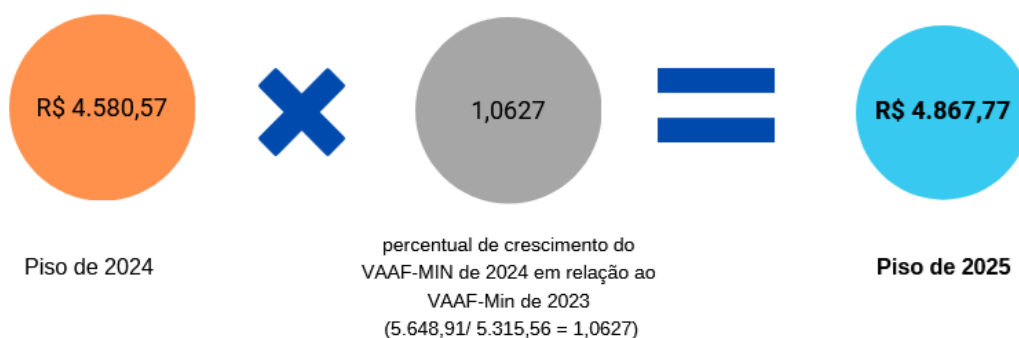 R$ 4.580,57
1,0627
R$ 4.867,77
Piso de 2024
percentual de crescimento do
VAAF-MIN de 2024 em relação ao
VAAF-Min de 2023
(5.648,91/ 5.315,56 = 1,0627)
Piso de 2025